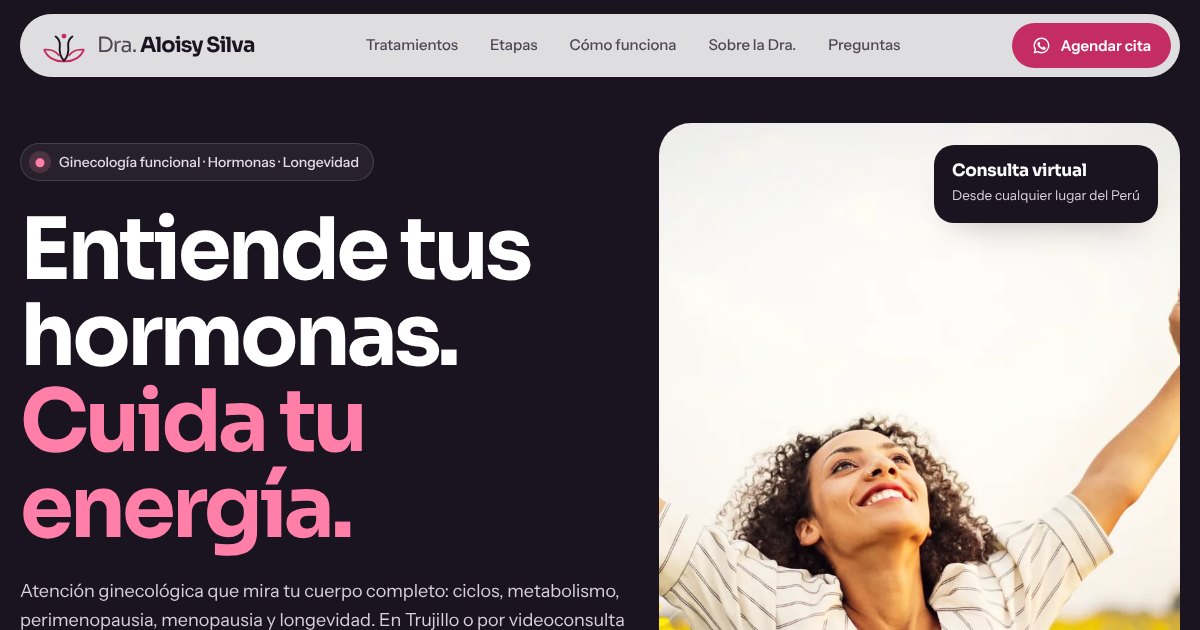 Dra. Aloisy Silva
Tratamientos
Etapas
Cómo funciona
Sobre la Dra.
Preguntas
Agendar cita
Ginecología funcional · Hormonas · Longevidad
Entiende tus
hormonas.
Cuida tu
energía.
Atención ginecológica que mira tu cuerpo completo: ciclos, metabolismo,
perimenopausia, menopausia y longevidad. En Trujillo o por videoconsulta
Consulta virtual
Desde cualquier lugar del Perú